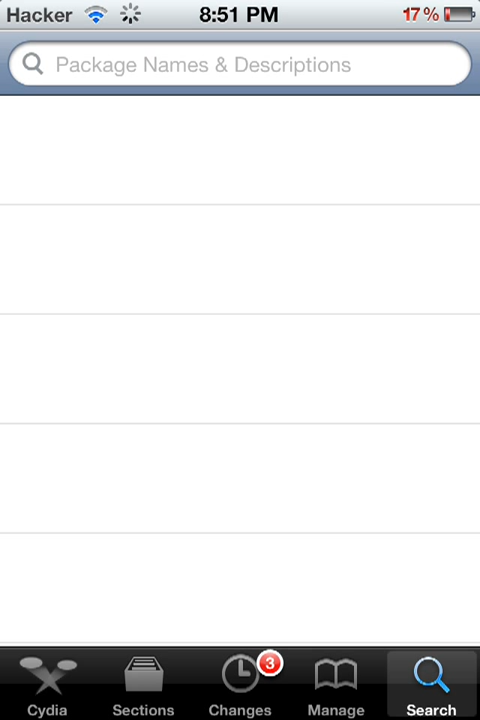 Hacker 8:51 PM 17%
Package Names & Descriptions
3
Cydia Sections Changes Manage Search